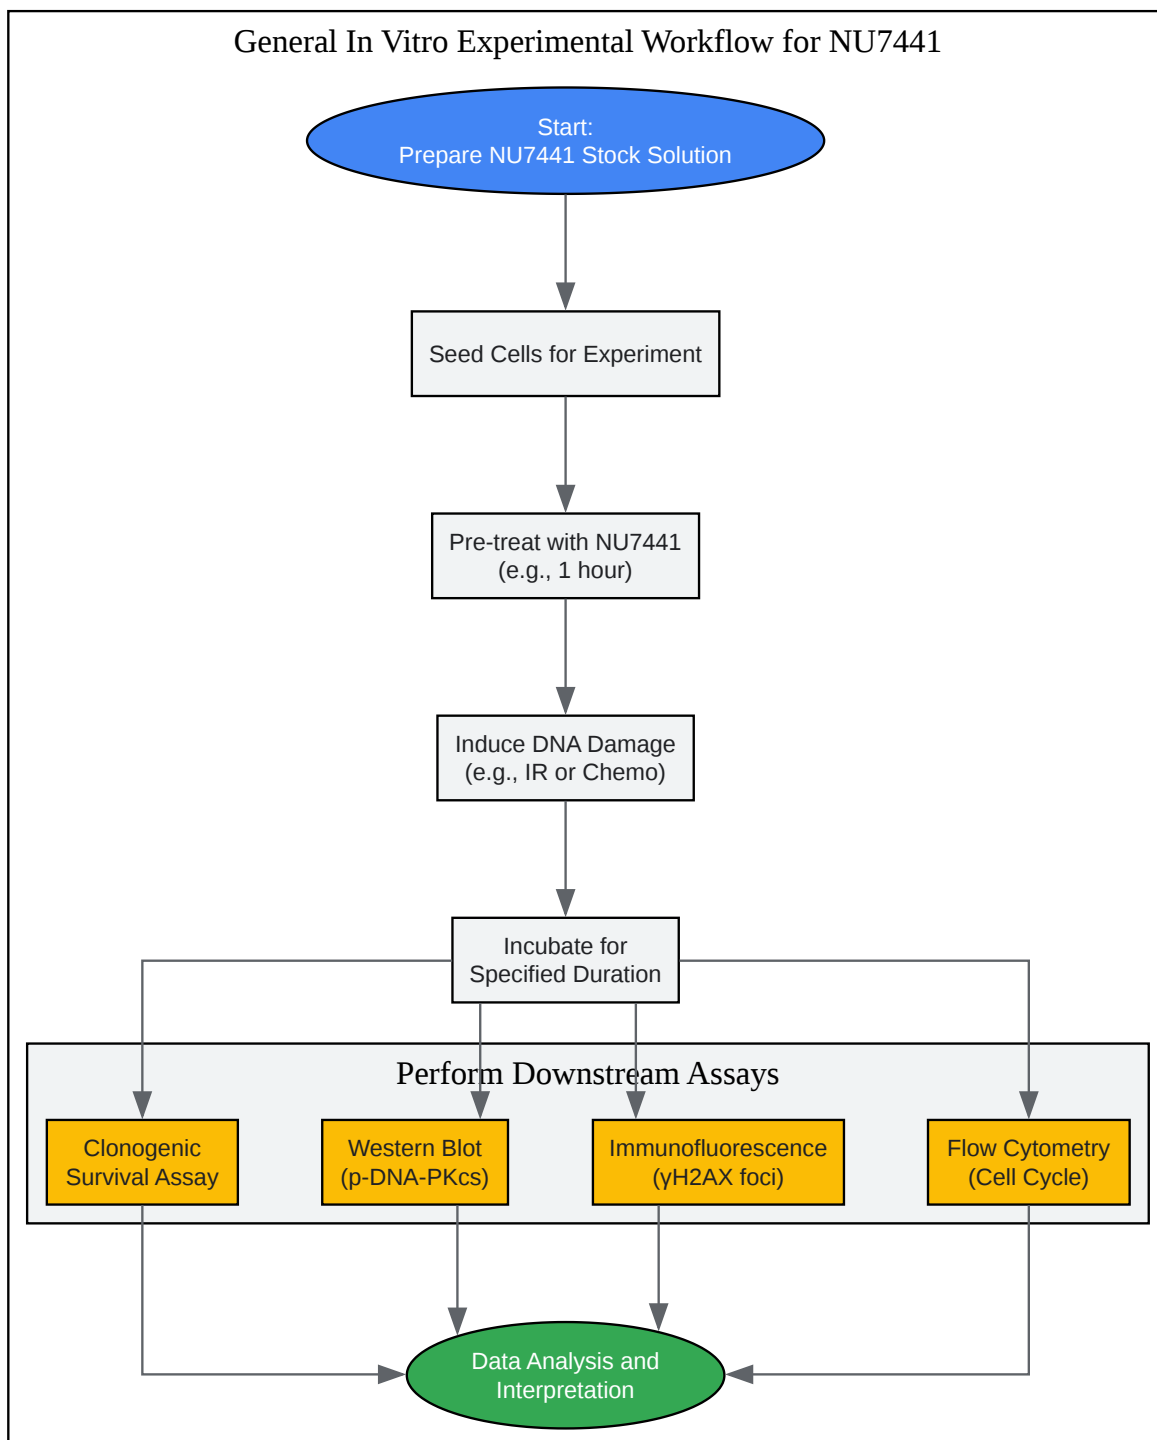 General In Vitro Experimental Workflow for NU7441
Start:
Prepare NU7441 Stock Solution
Seed Cells for Experiment
Pre-treat with NU7441
(e.g., 1 hour)
Induce DNA Damage
(e.g., IR or Chemo)
Incubate for
Specified Duration
Perform Downstream Assays
Clonogenic
Survival Assay
Western Blot
(p-DNA-PKcs)
Immunofluorescence
(γH2AX foci)
Flow Cytometry
(Cell Cycle)
Data Analysis and
Interpretation